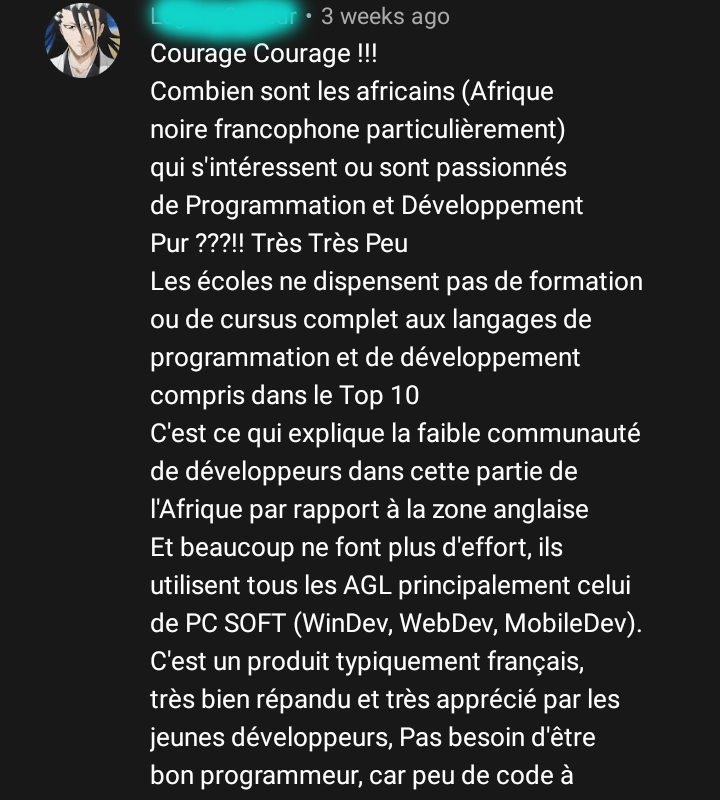 • 3 weeks ago
Courage Courage !!!
Combien sont les africains (Afrique
noire francophone particulièrement)
qui s'intéressent ou sont passionnés
de Programmation et Développement
Pur ???!! Très Très Peu
Les écoles ne dispensent pas de formation
ou de cursus complet aux langages de
programmation et de développement
compris dans le Top 10
C'est ce qui explique la faible communauté
de développeurs dans cette partie de
l'Afrique par rapport à la zone anglaise
Et beaucoup ne font plus d'effort, ils
utilisent tous les AGL principalement celui
de PC SOFT (WinDev, WebDev, MobileDev).
C'est un produit typiquement français,
très bien répandu et très apprécié par les
jeunes développeurs, Pas besoin d'être
bon programmeur, car peu de code à